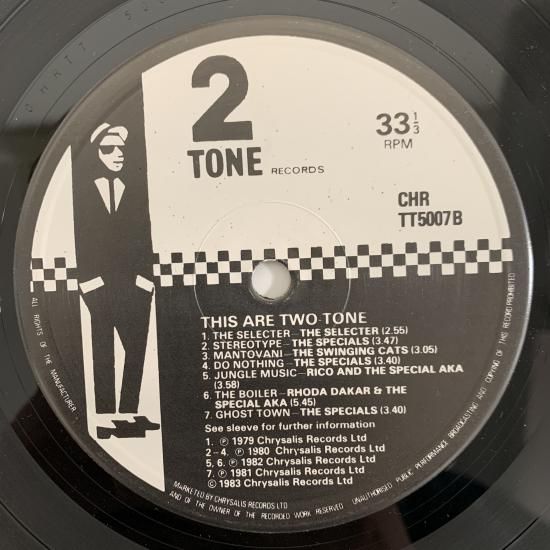 2
TONE RECORDS
33 1/3
RPM
CHR
TT5007B
THIS ARE TWO TONE
1. THE SELECTER—THE SELECTER (2.55)
2. STEREOTYPE—THE SPECIALS (3.47)
3. MANTOVANI—THE SWINGING CATS (3.05)
4. DO NOTHING—THE SPECIALS (3.40)
5. JUNGLE MUSIC—RICO AND THE SPECIAL AKA
(3.58)
6. THE BOILER—RHODA DAKAR & THE
SPECIAL AKA (5.45)
7. GHOST TOWN—THE SPECIALS (3.40)
See sleeve for further information
1. ℗ 1979 Chrysalis Records Ltd
2–4. ℗ 1980 Chrysalis Records Ltd
5, 6. ℗ 1982 Chrysalis Records Ltd
7. ℗ 1981 Chrysalis Records Ltd
© 1983 Chrysalis Records Ltd
ALL RIGHTS OF THE MANUFACTURER
AND OF THE OWNER OF THE RECORDED WORK RESERVED
UNAUTHORISED PUBLIC PERFORMANCE BROADCASTING AND COPYING OF THIS RECORD PROHIBITED
MARKETED BY CHRYSALIS RECORDS LTD